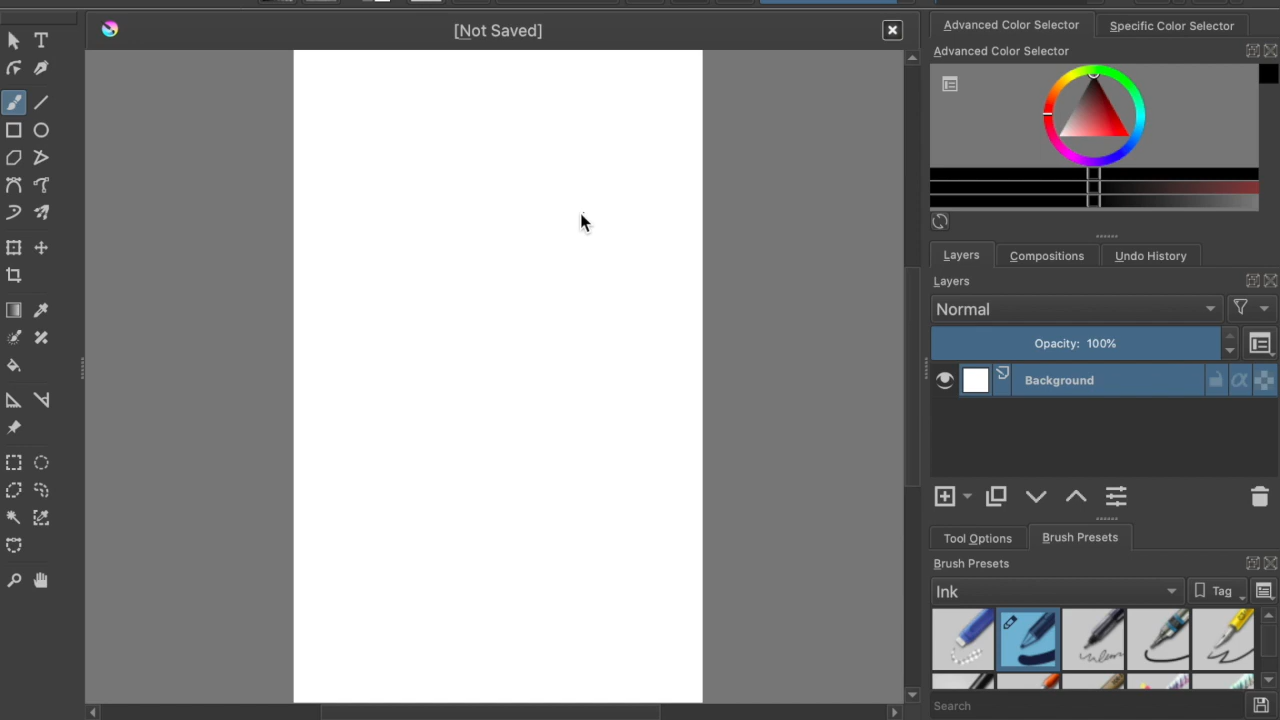 [Not Saved]
Advanced Color Selector
Specific Color Selector
Advanced Color Selector
Layers
Compositions
Undo History
Layers
Normal
Opacity: 100%
Background
Tool Options
Brush Presets
Brush Presets
Ink
Tag
Search